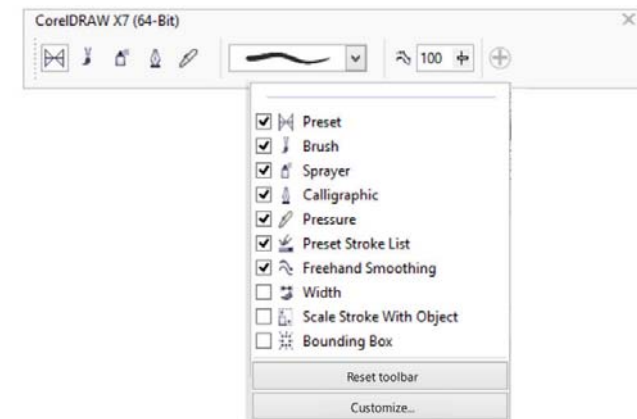 CorelDRAW X7 (64-Bit)
100
Preset
Brush
Sprayer
Calligraphic
Pressure
Preset Stroke List
Freehand Smoothing
Width
Scale Stroke With Object
Bounding Box
Reset toolbar
Customize...